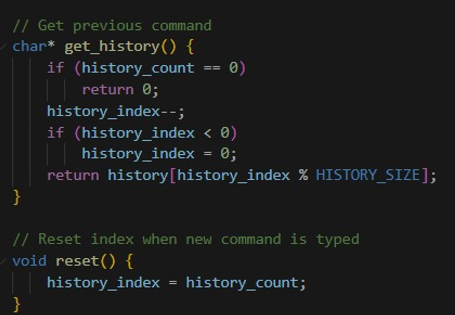 // Get previous command
char* get_history() {
    if (history_count == 0)
        return 0;
    history_index--;
    if (history_index < 0)
        history_index = 0;
    return history[history_index % HISTORY_SIZE];
}

// Reset index when new command is typed
void reset() {
    history_index = history_count;
}